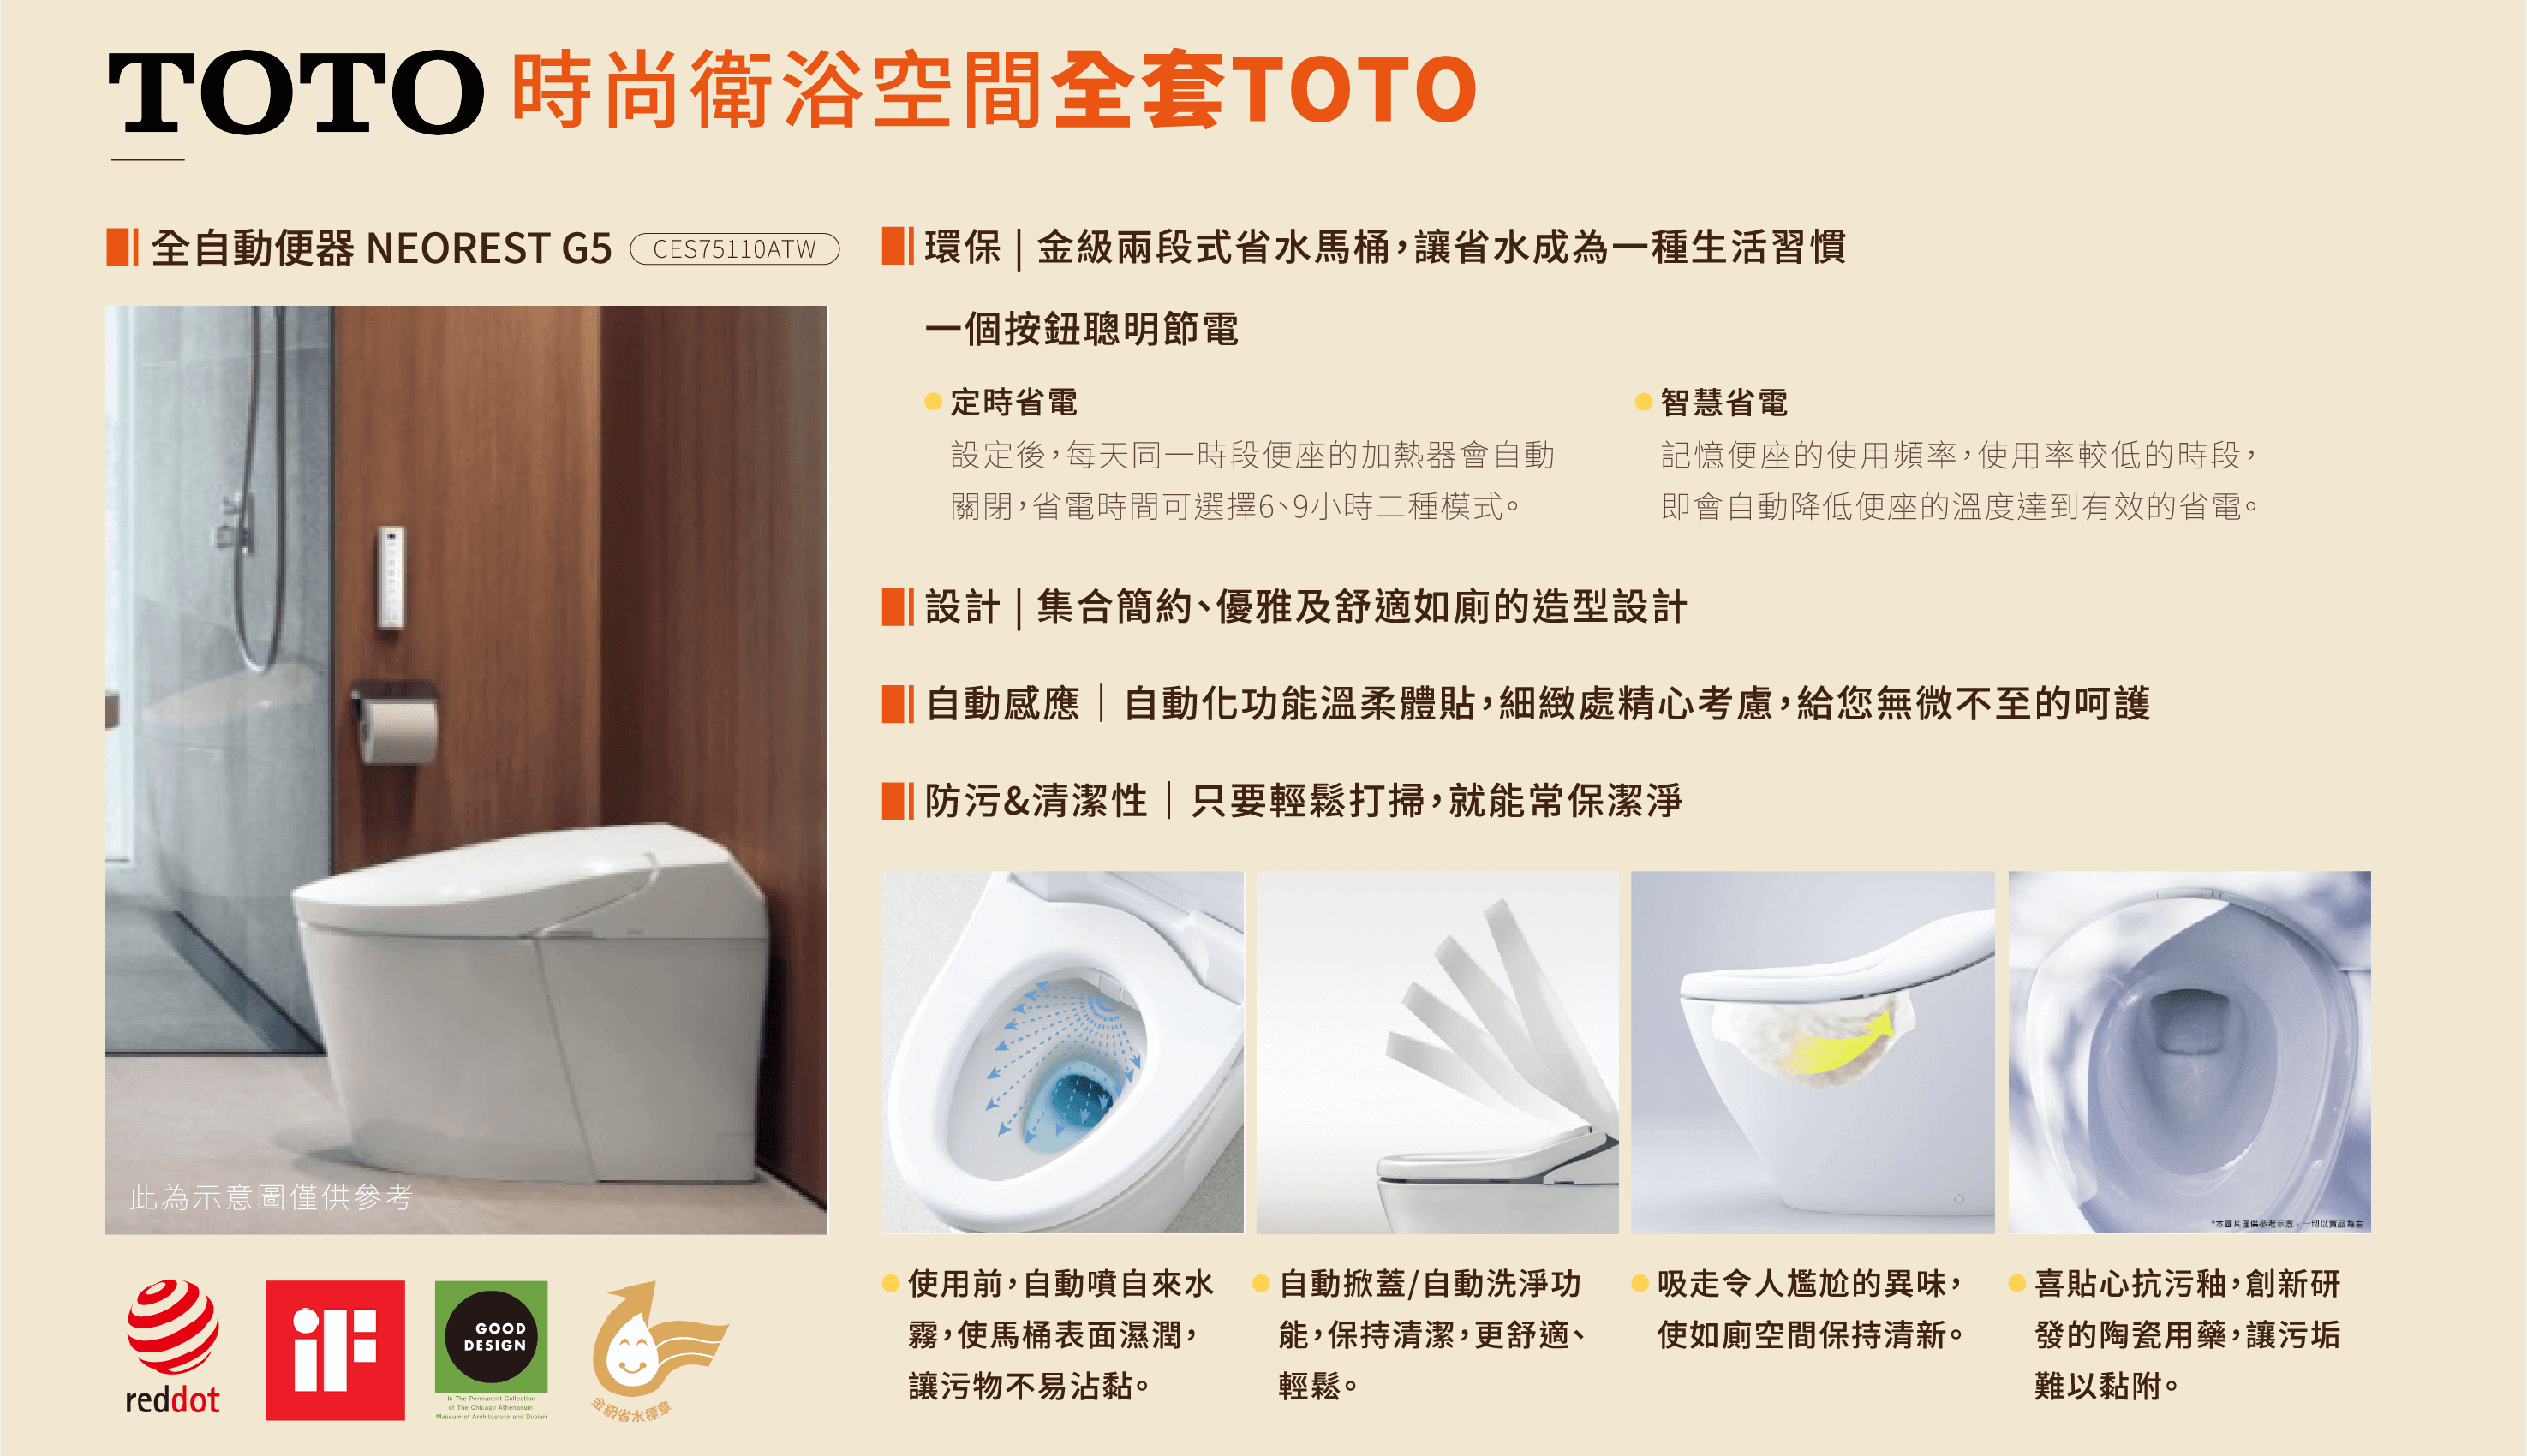 TOTO 時尚衛浴空間全套TOTO
全自動便器 NEOREST G5 CES75110ATW
此為示意圖僅供參考
reddot
iF
GOOD
DESIGN
In The Permanent Collection
of The Chicago Athenaeum
Museum of Architecture and Design
金級省水標章
環保 | 金級兩段式省水馬桶,讓省水成為一種生活習慣
一個按鈕聰明節電
定時省電
設定後,每天同一時段便座的加熱器會自動
關閉,省電時間可選擇6、9小時二種模式。
智慧省電
記憶便座的使用頻率,使用率較低的時段,
即會自動降低便座的溫度達到有效的省電。
設計 | 集合簡約、優雅及舒適如廁的造型設計
自動感應｜自動化功能溫柔體貼,細緻處精心考慮,給您無微不至的呵護
防污&清潔性｜只要輕鬆打掃,就能常保潔淨
*本圖片僅供參考示意,一切以實品為主
使用前,自動噴自來水
霧,使馬桶表面濕潤,
讓污物不易沾黏。
自動掀蓋/自動洗淨功
能,保持清潔,更舒適、
輕鬆。
吸走令人尷尬的異味,
使如廁空間保持清新。
喜貼心抗污釉,創新研
發的陶瓷用藥,讓污垢
難以黏附。